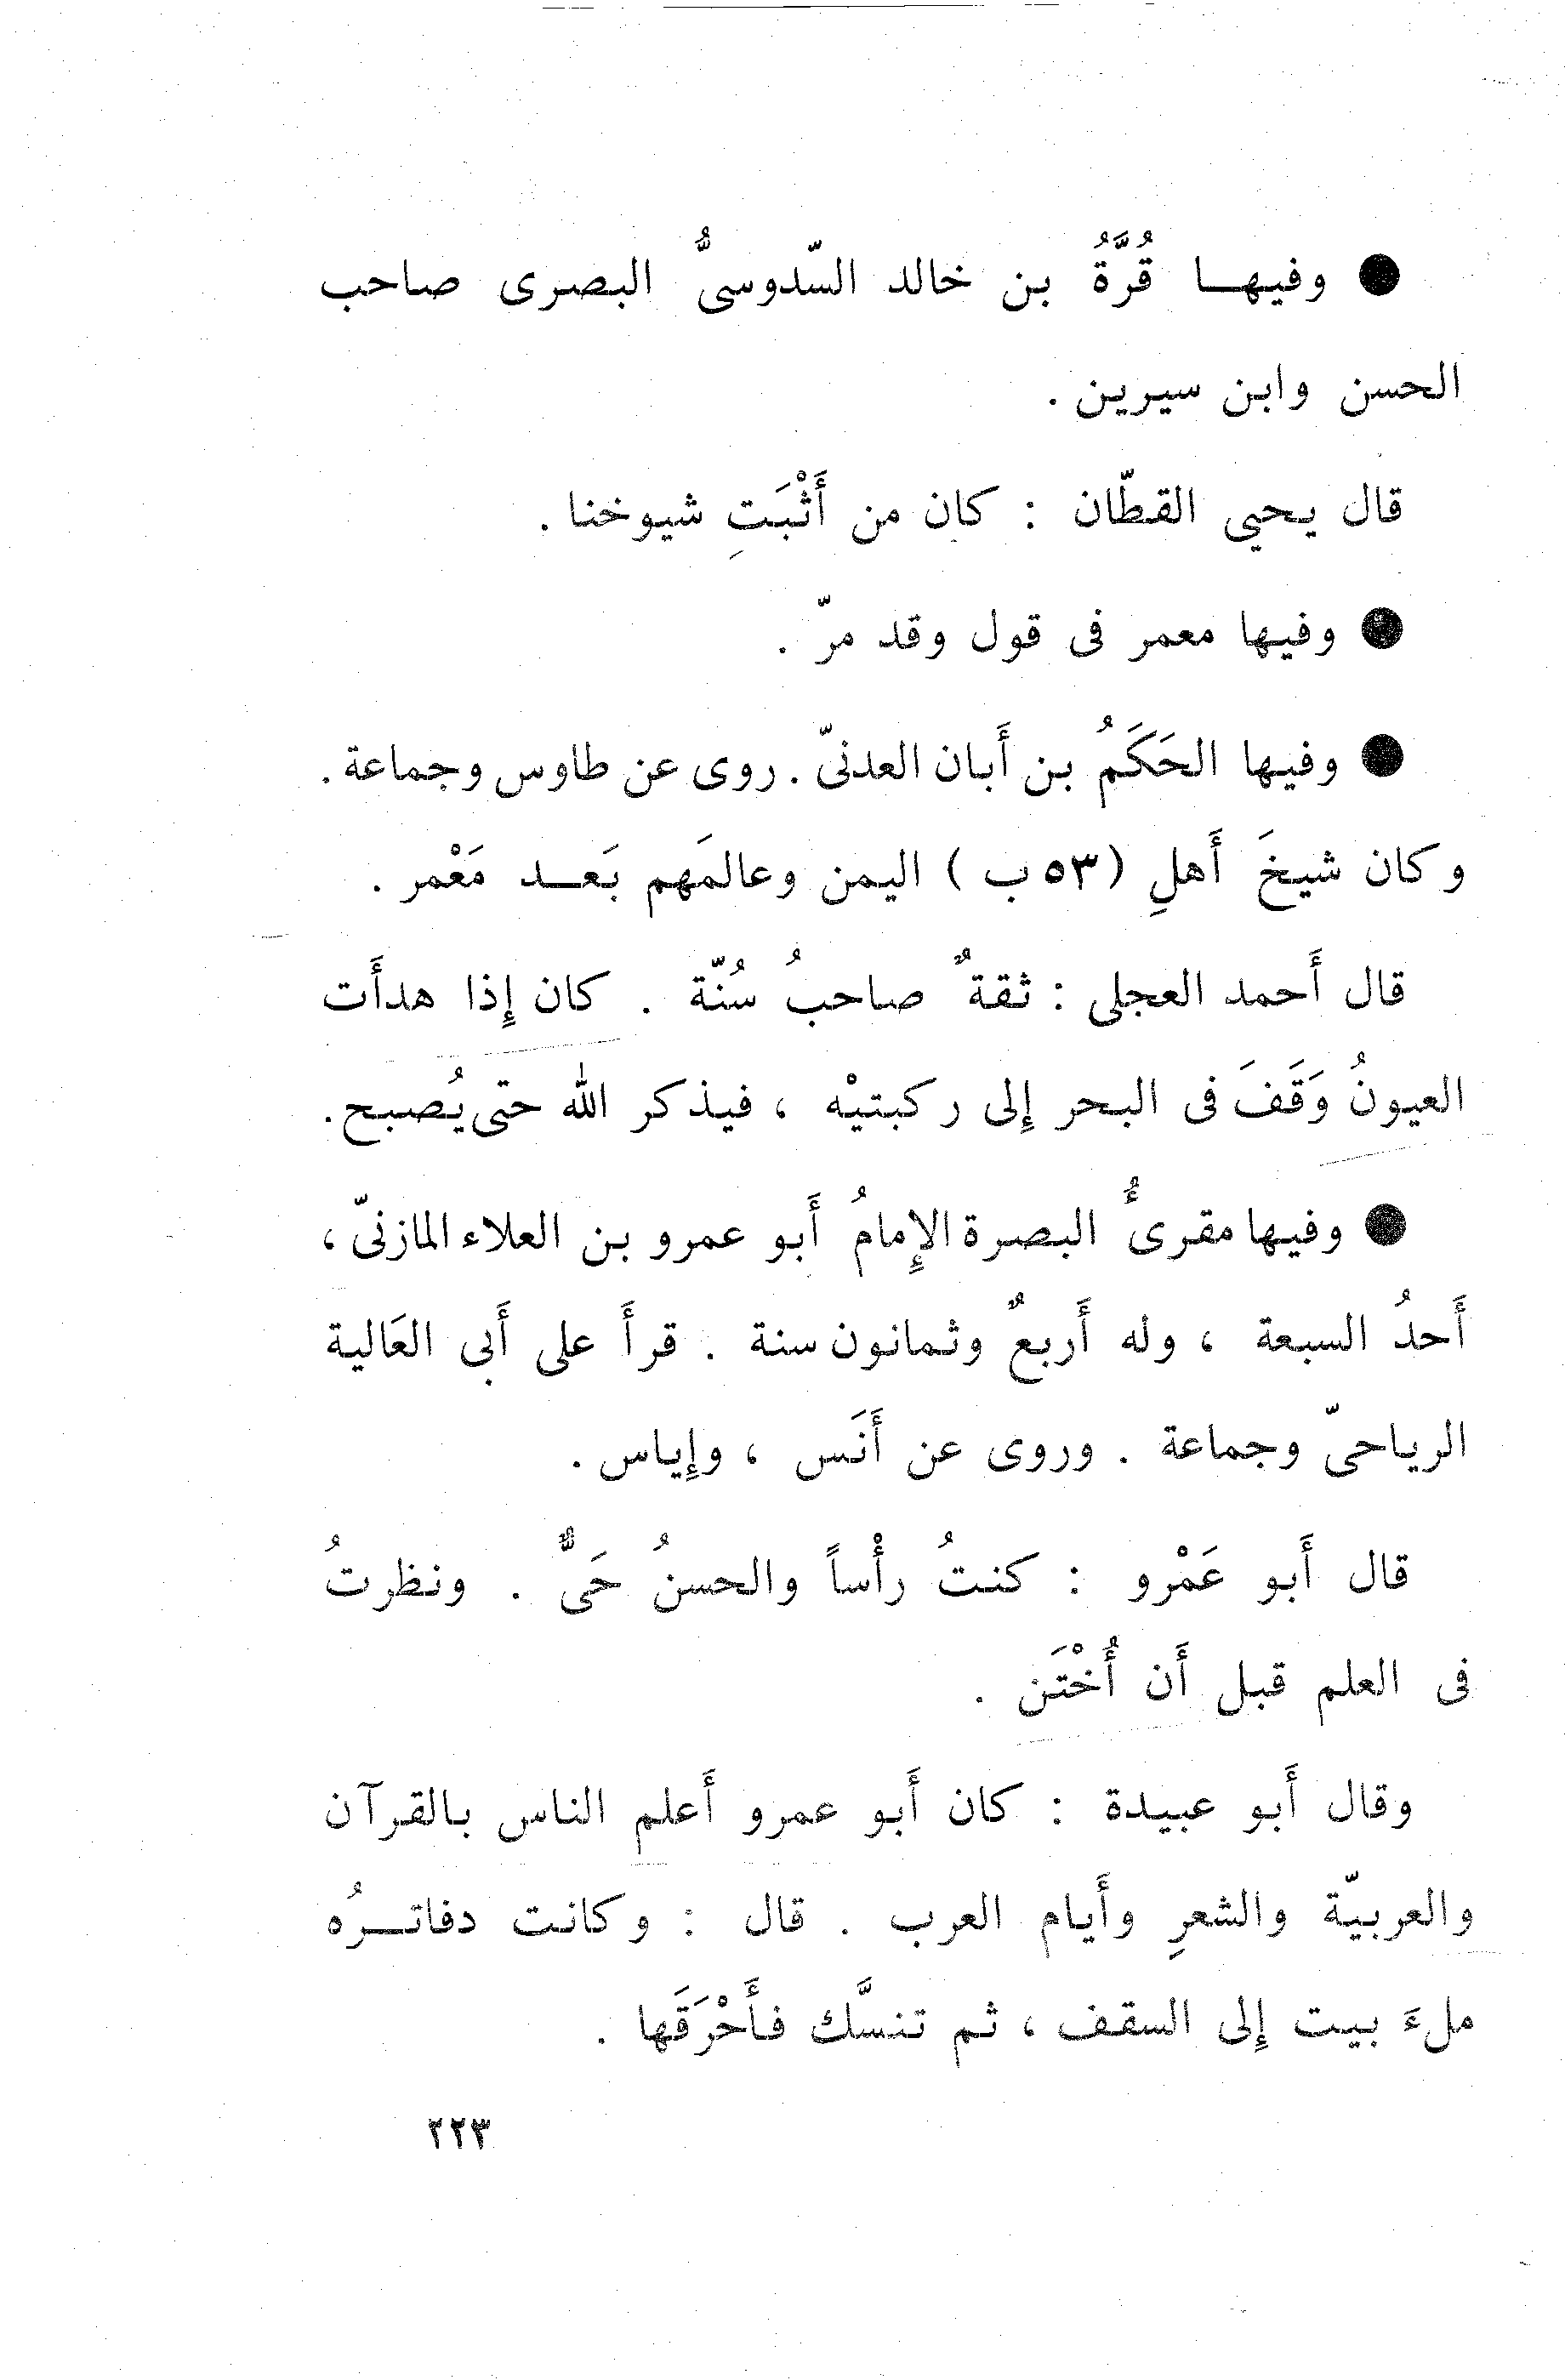 ● وفيهـا قُرَّةُ بن خالد السّدوسىُّ البصرى صاحب
الحسن وابن سيرين .
قال يحيي القطّان : كان من أَثْبَتِ شيوخنا .
● وفيها معمر فى قول وقد مرّ .
● وفيها الحَكَمُ بن أَبان العدنىّ . روى عن طاوس وجماعة .
وكان شيخَ أَهلِ (٥٣ ب ) اليمن وعالمَهم بَعـد مَعْمر .
قال أَحمد العجلى : ثقةٌ صاحبُ سُنّة . كان إِذا هدأَت
العيونُ وَقَفَ فى البحر إِلى ركبتيْه ، فيذكر الله حتى يُصبح .
● وفيها مقرئُ البصرة الإِمامُ أَبو عمرو بن العلاء المازنىّ ،
أَحدُ السبعة ، وله أَربعٌ وثمانون سنة . قرأَ على أَبى العَالية
الرياحىّ وجماعة . وروى عن أَنَس ، وإياس .
قال أَبو عَمْرو : كنتُ رأْساً والحسنُ حَىٌّ . ونظرتُ
فى العلم قبل أَن أُخْتَن .
وقال أَبو عبيدة : كان أَبو عمرو أَعلم الناس بالقرآن
والعربيّة والشعرِ وأَيام العرب . قال : وكانت دفاتـرُه
ملءَ بيت إِلى السقف ، ثم تنسَّك فأَحْرَقَها .
٢٢٣